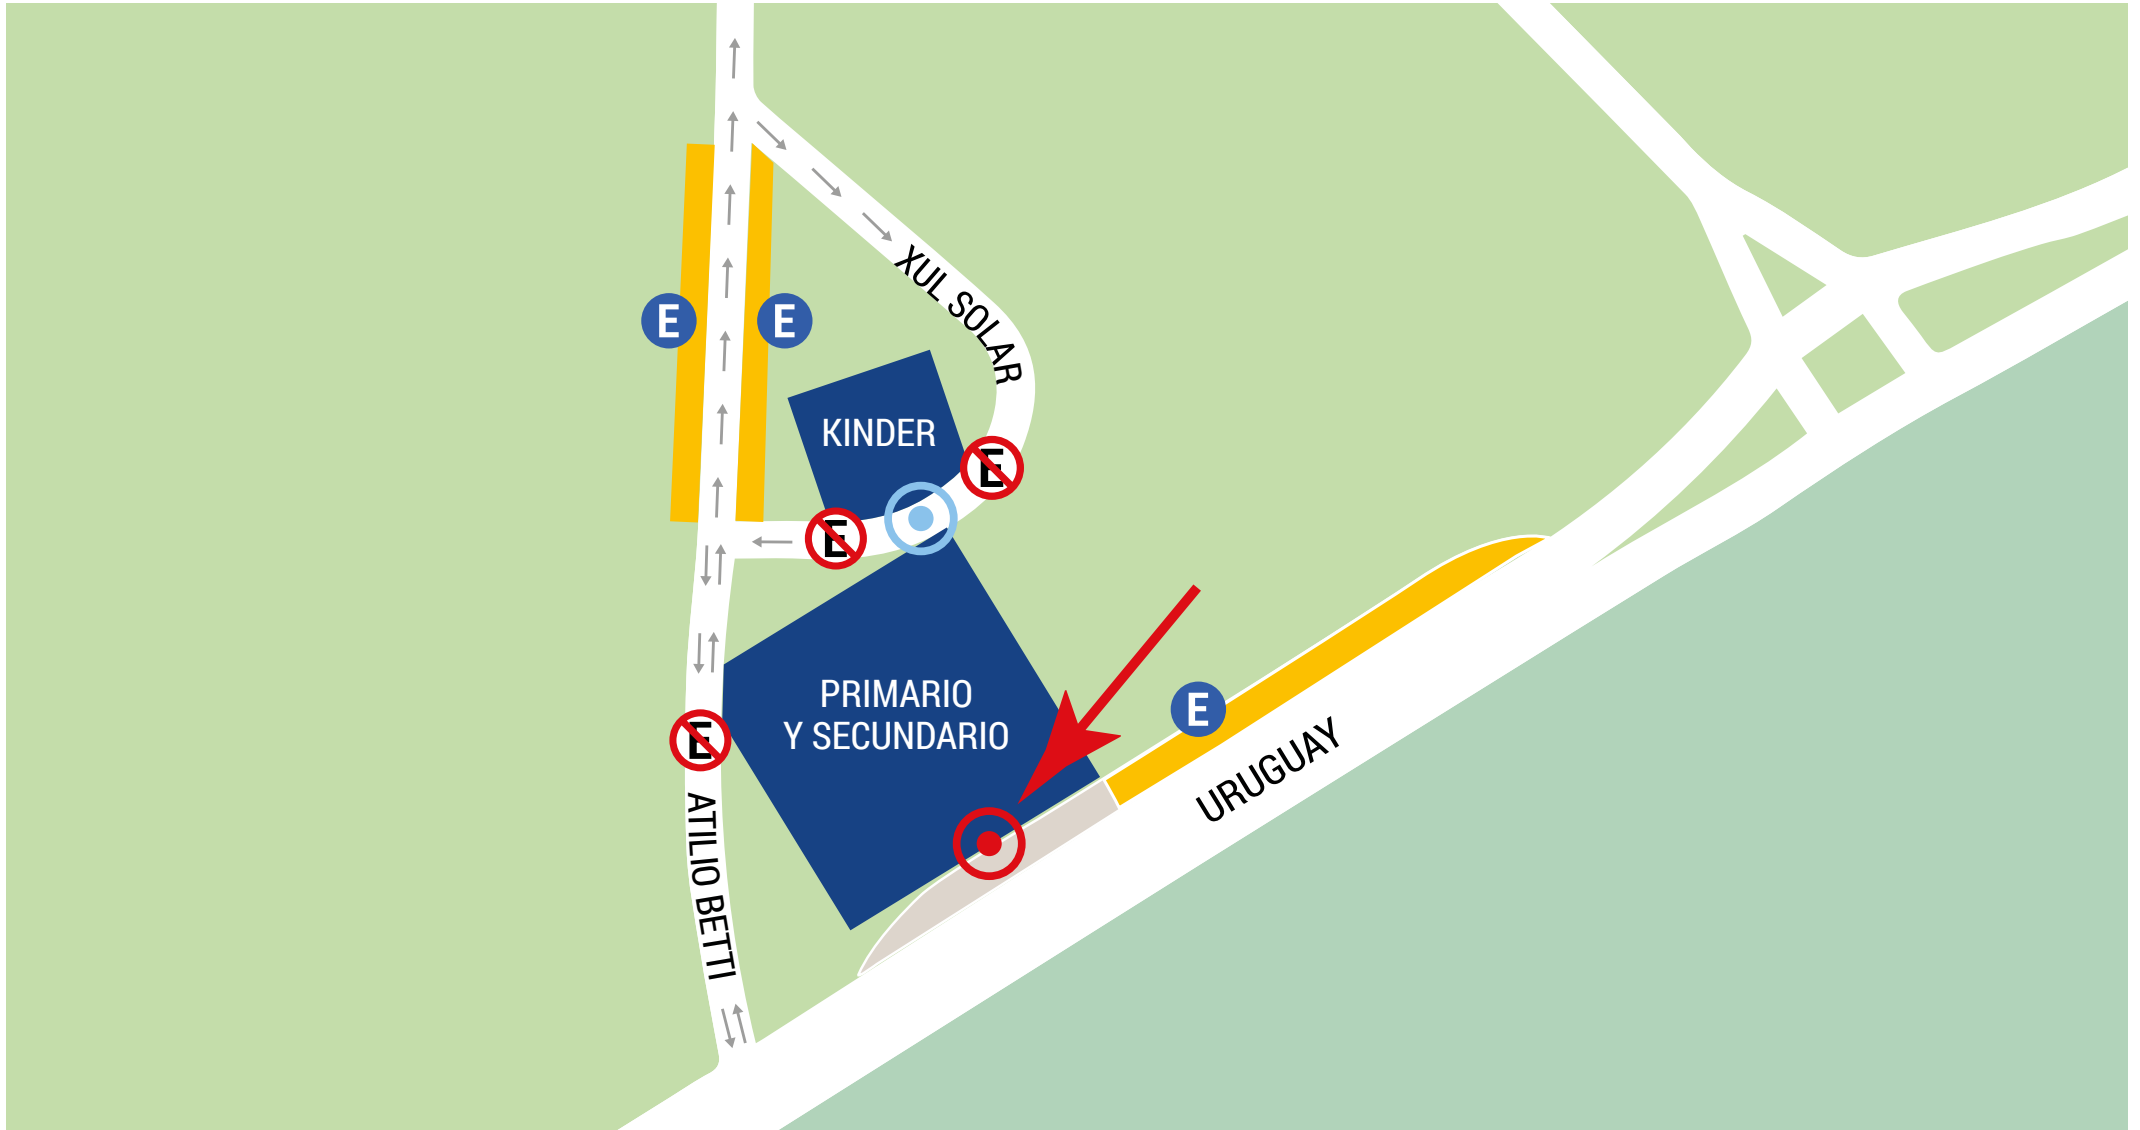 E
E
XUL SOLAR
KINDER
E
E
PRIMARIO
Y SECUNDARIO
E
E
URUGUAY
ATILIO BETTI